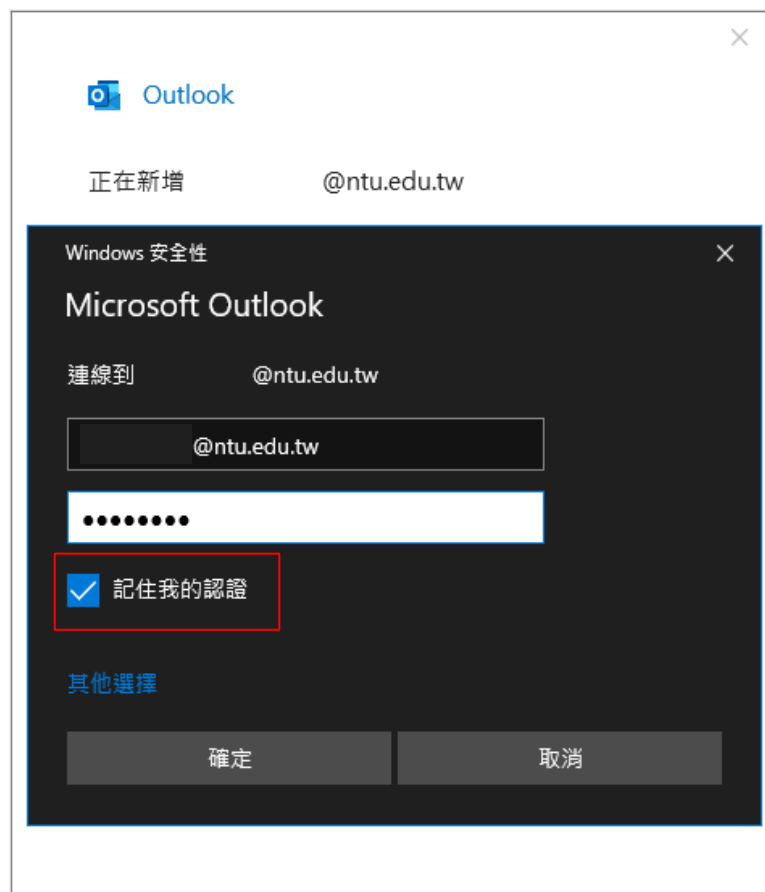 Outlook
正在新增 @ntu.edu.tw
Windows 安全性
Microsoft Outlook
連線到 @ntu.edu.tw
@ntu.edu.tw
••••••••
記住我的認證
其他選擇
確定 取消